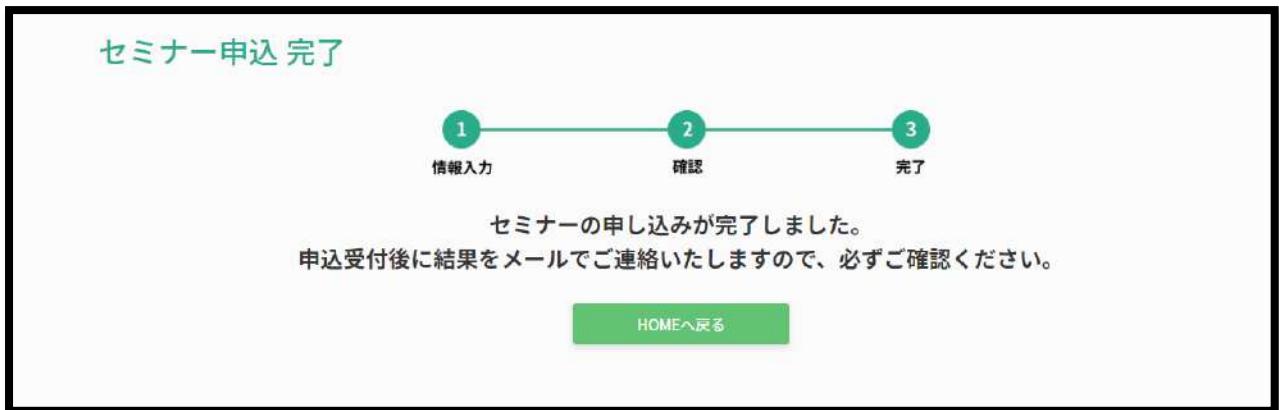 セミナー申込 完了
1 2 3
情報入力 確認 完了
セミナーの申し込みが完了しました。
申込受付後に結果をメールでご連絡いたしますので、必ずご確認ください。
HOMEへ戻る